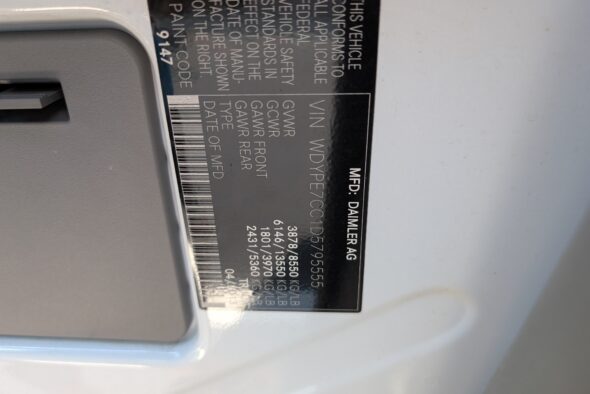 THIS VEHICLE
CONFORMS TO
ALL APPLICABLE
FEDERAL
VEHICLE SAFETY
STANDARDS IN
EFFECT ON THE
DATE OF MANU-
FACTURE SHOWN
ON THE RIGHT.
PAINT CODE
9147
MFD: DAIMLER AG
VIN WDYPE7CC1D5795555
GVWR 3878/8550 KG/LB
GCWR 6146/13550 KG/LB
GAWR FRONT 1801/3970 KG/LB
GAWR REAR 2431/5360 KG/LB
TYPE
DATE OF MFD: